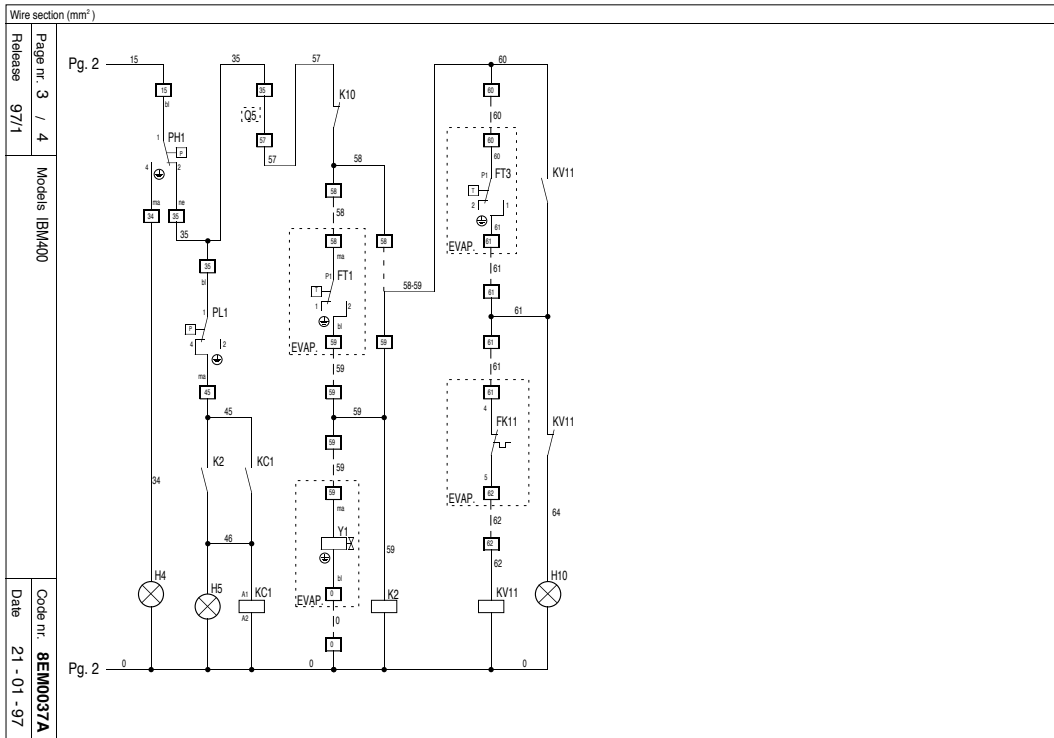 Wire section (mm²)
Page nr. 3 / 4
Release 97/1
Models IBM400
Code nr. 8EM0037A
Date 21 - 01 - 97
Pg. 2
15
35
57
60
15
bl
35
Q5
57
57
K10
60
60
60
60
1
PH1
P
4
2
ma
ne
34
35
35
58
58
58
58
58
ma
P1
FT3
T
2
1
61
61
EVAP.
KV11
35
bl
P1
FT1
T
1
2
bl
59
EVAP.
58-59
61
61
61
1
PL1
P
4
2
ma
45
59
59
59
61
61
61
45
59
59
4
FK11
5
62
EVAP.
KV11
K2
KC1
59
59
59
ma
34
46
Y1
bl
0
EVAP.
59
62
62
62
64
H4
H5
A1
KC1
A2
K2
KV11
H10
0
0
Pg. 2
0
0
0